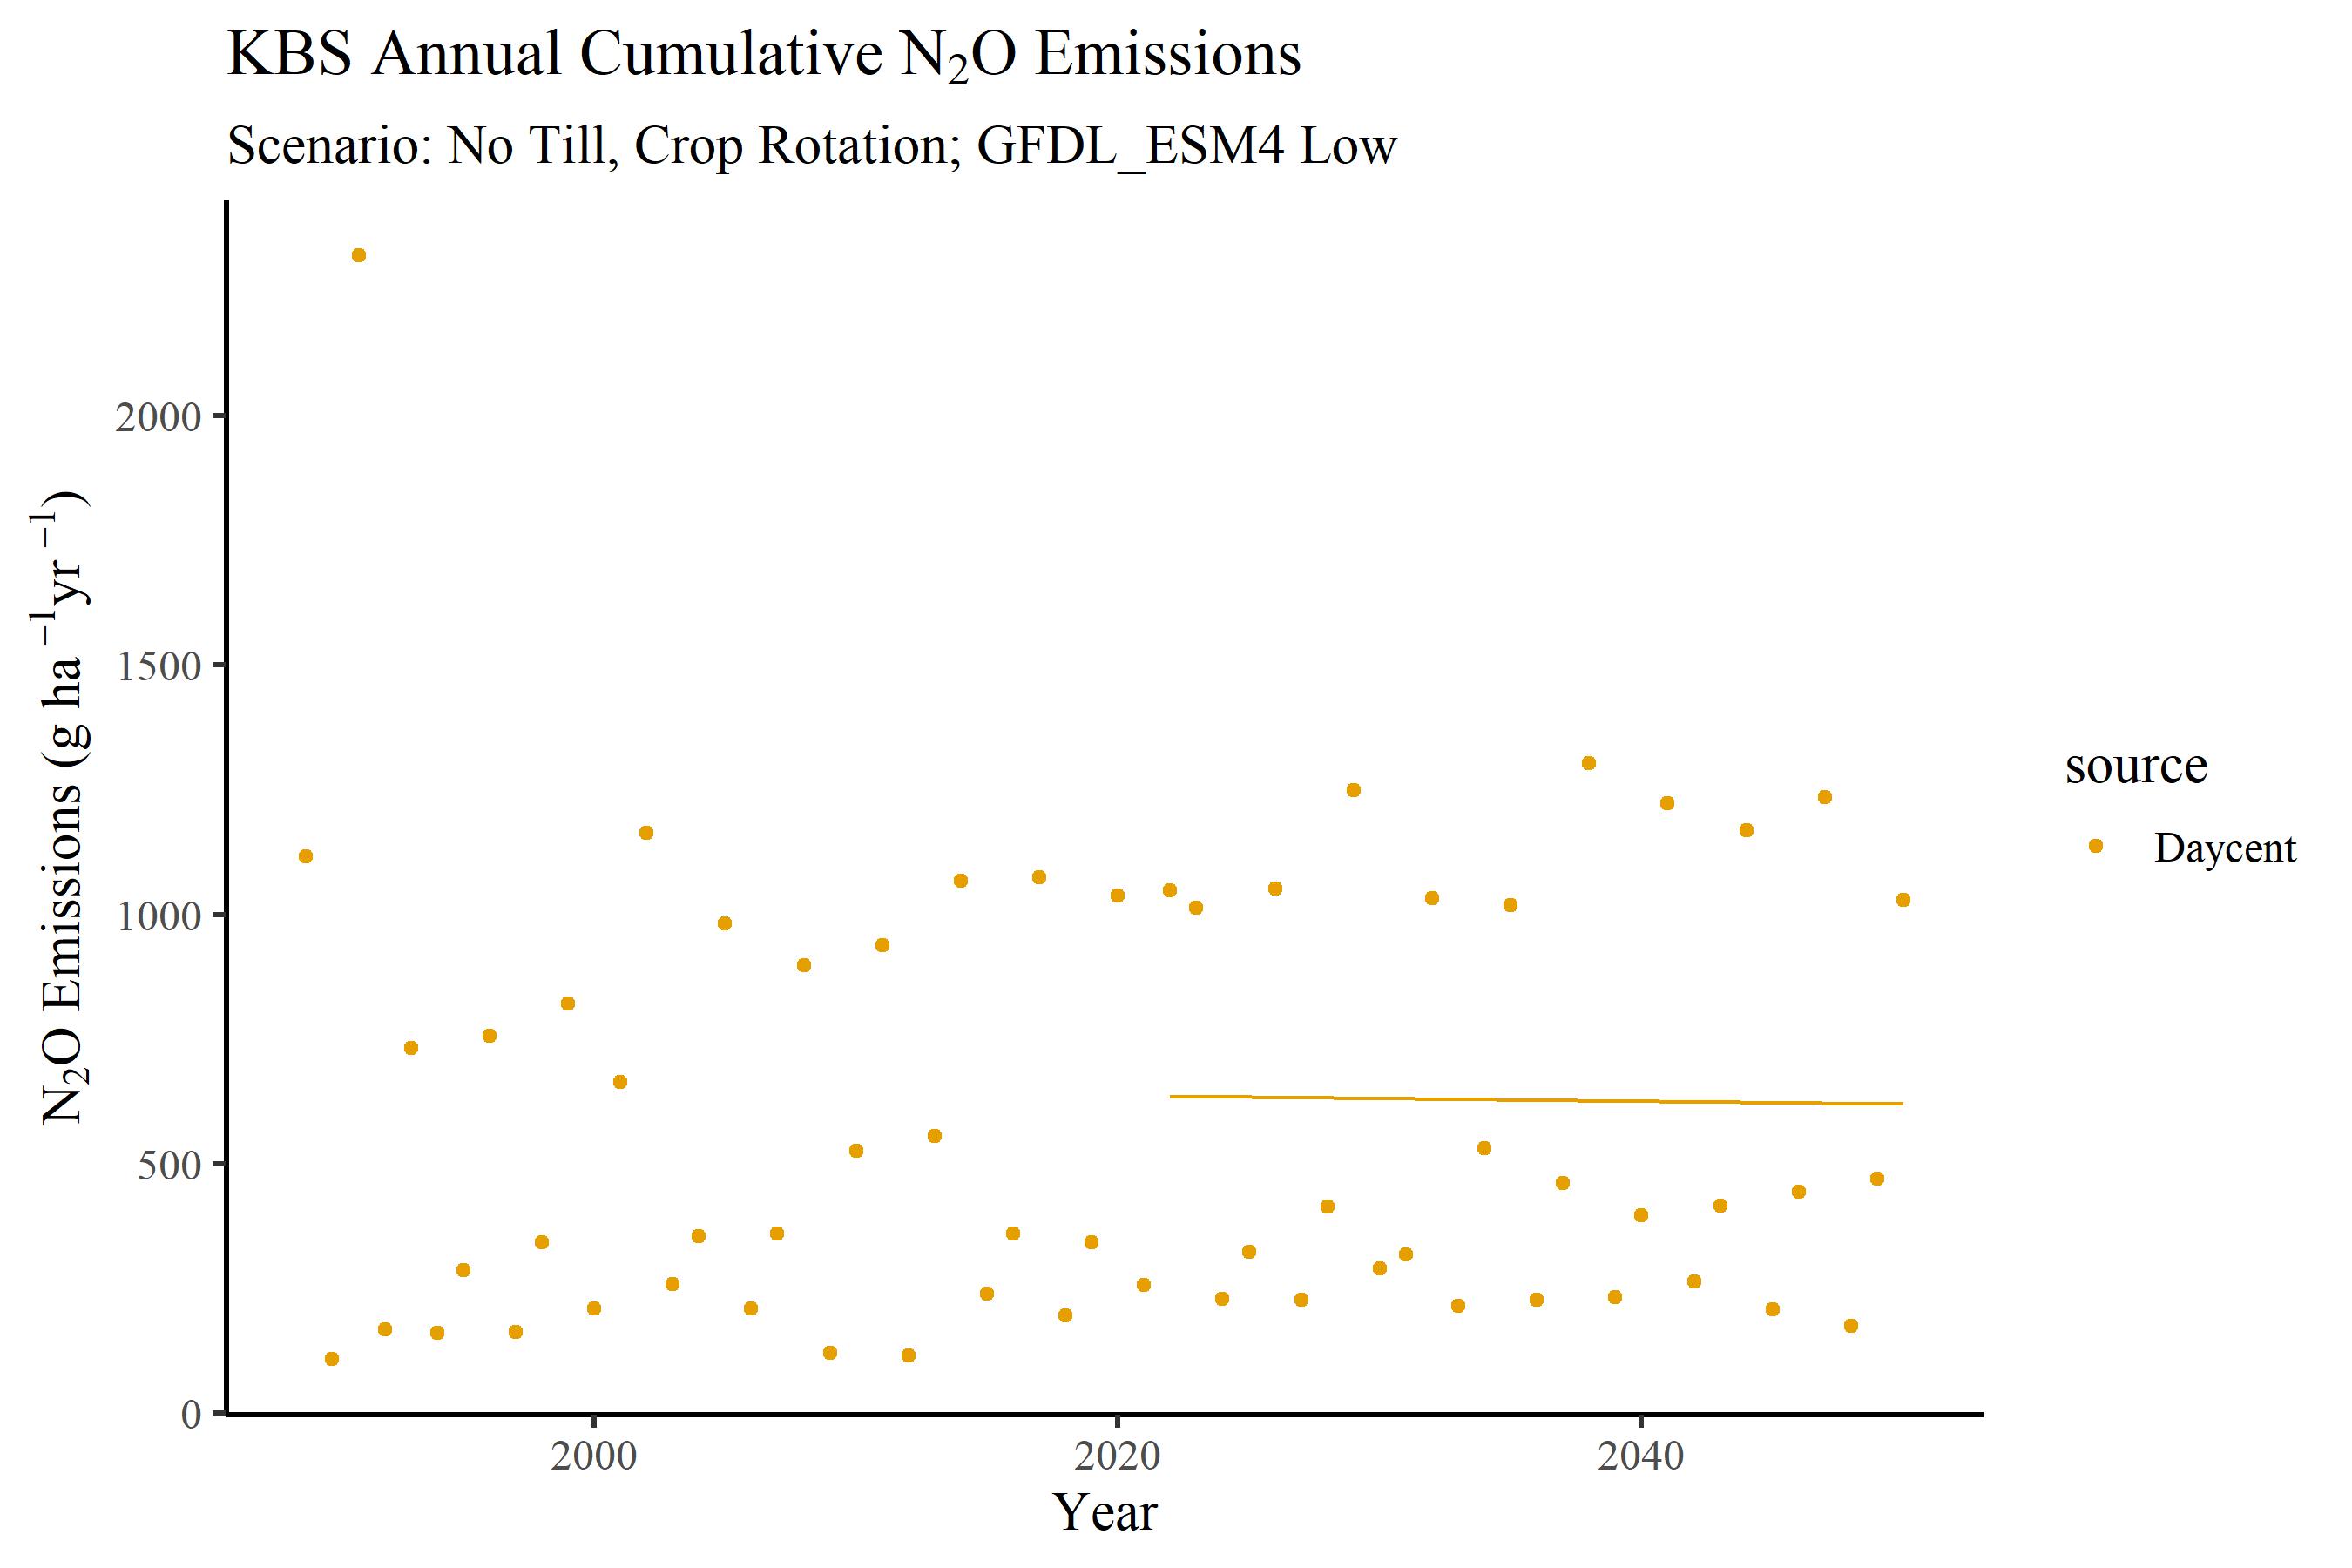 KBS Annual Cumulative N₂O Emissions
Scenario: No Till, Crop Rotation; GFDL_ESM4 Low
N₂O Emissions (g ha ⁻¹yr ⁻¹)
2000
1500
1000
500
0
2000 2020 2040
Year
source
Daycent